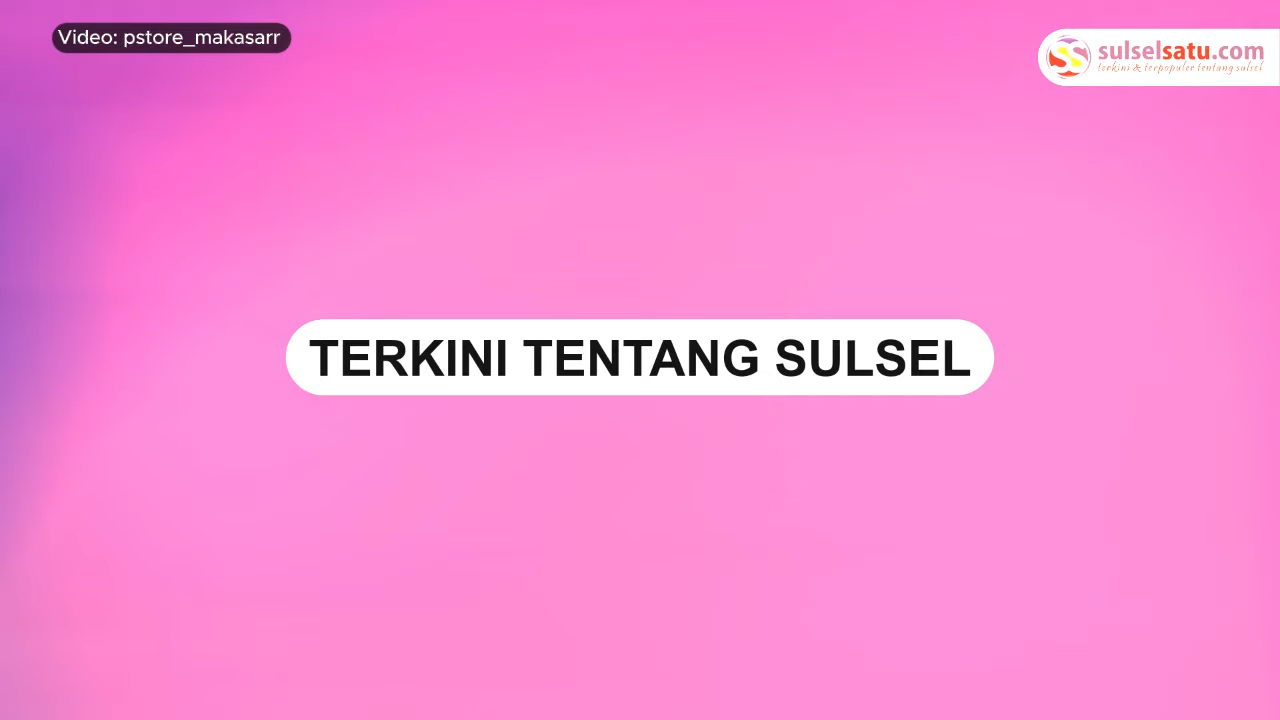 Video: pstore_makasarr
sulselsatu.com
terkini & terpopuler tentang sulsel
TERKINI TENTANG SULSEL